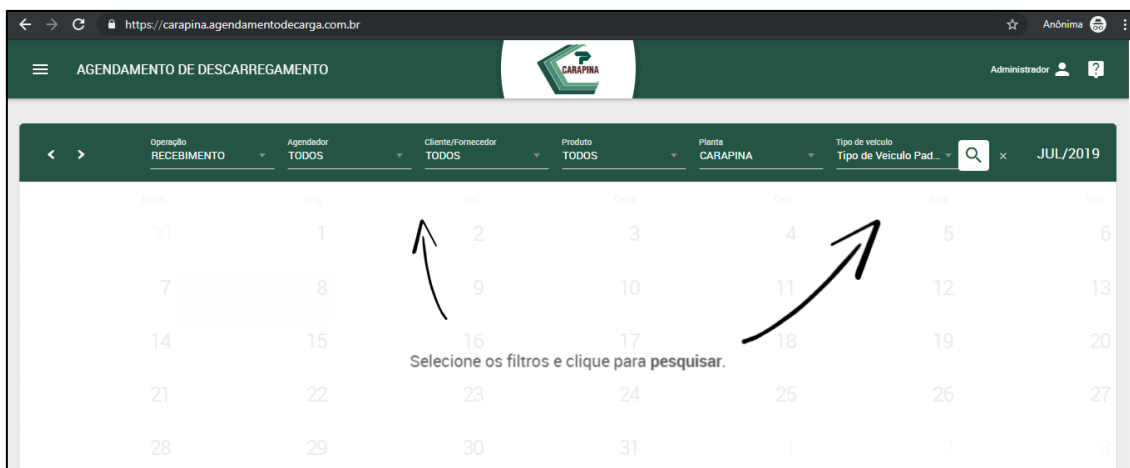 https://carapina.agendamentodecarga.com.br
Anônima
AGENDAMENTO DE DESCARREGAMENTO
CARAPINA
Administrador
?
Operação
RECEBIMENTO
Agendador
TODOS
Cliente/Fornecedor
TODOS
Produto
TODOS
Planta
CARAPINA
Tipo de veículo
Tipo de Veiculo Pad...
JUL/2019
Dom Seg Ter Qua Qui Sex Sáb
30 1 2 3 4 5 6
7 8 9 10 11 12 13
14 15 16 17 18 19 20
Selecione os filtros e clique para pesquisar.
21 22 23 24 25 26 27
28 29 30 31 1 2 3